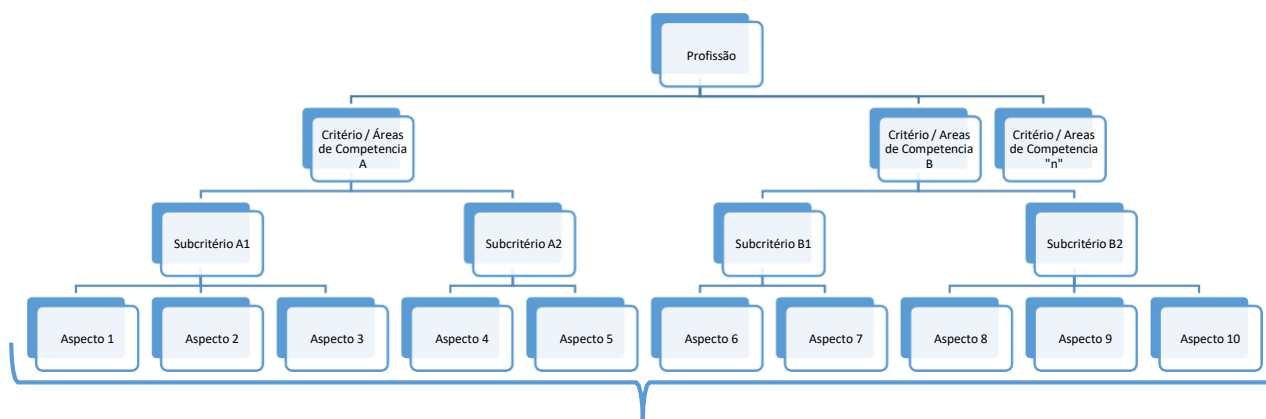 Profissão
Critério / Áreas
de Competencia
A
Critério / Areas
de Competencia
B
Critério / Areas
de Competencia
"n"
Subcritério A1
Subcritério A2
Subcritério B1
Subcritério B2
Aspecto 1
Aspecto 2
Aspecto 3
Aspecto 4
Aspecto 5
Aspecto 6
Aspecto 7
Aspecto 8
Aspecto 9
Aspecto 10